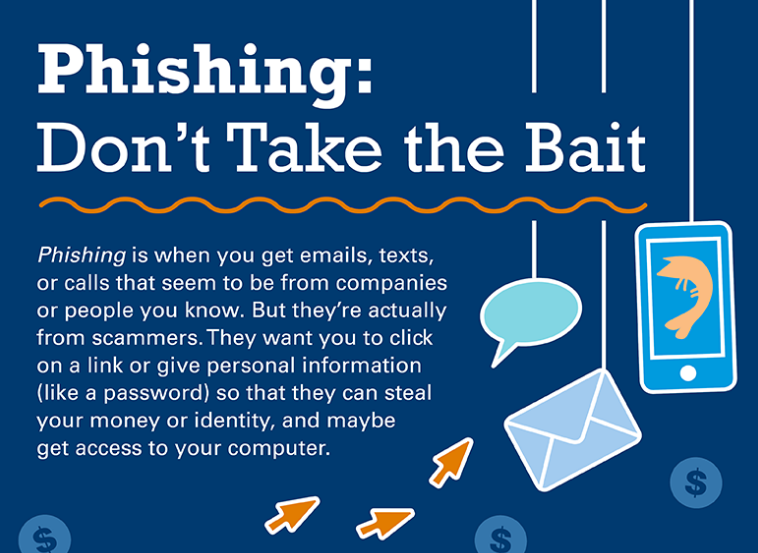 Phishing:
Don't Take the Bait
Phishing is when you get emails, texts,
or calls that seem to be from companies
or people you know. But they're actually
from scammers. They want you to click
on a link or give personal information
(like a password) so that they can steal
your money or identity, and maybe
get access to your computer.
$
$
$